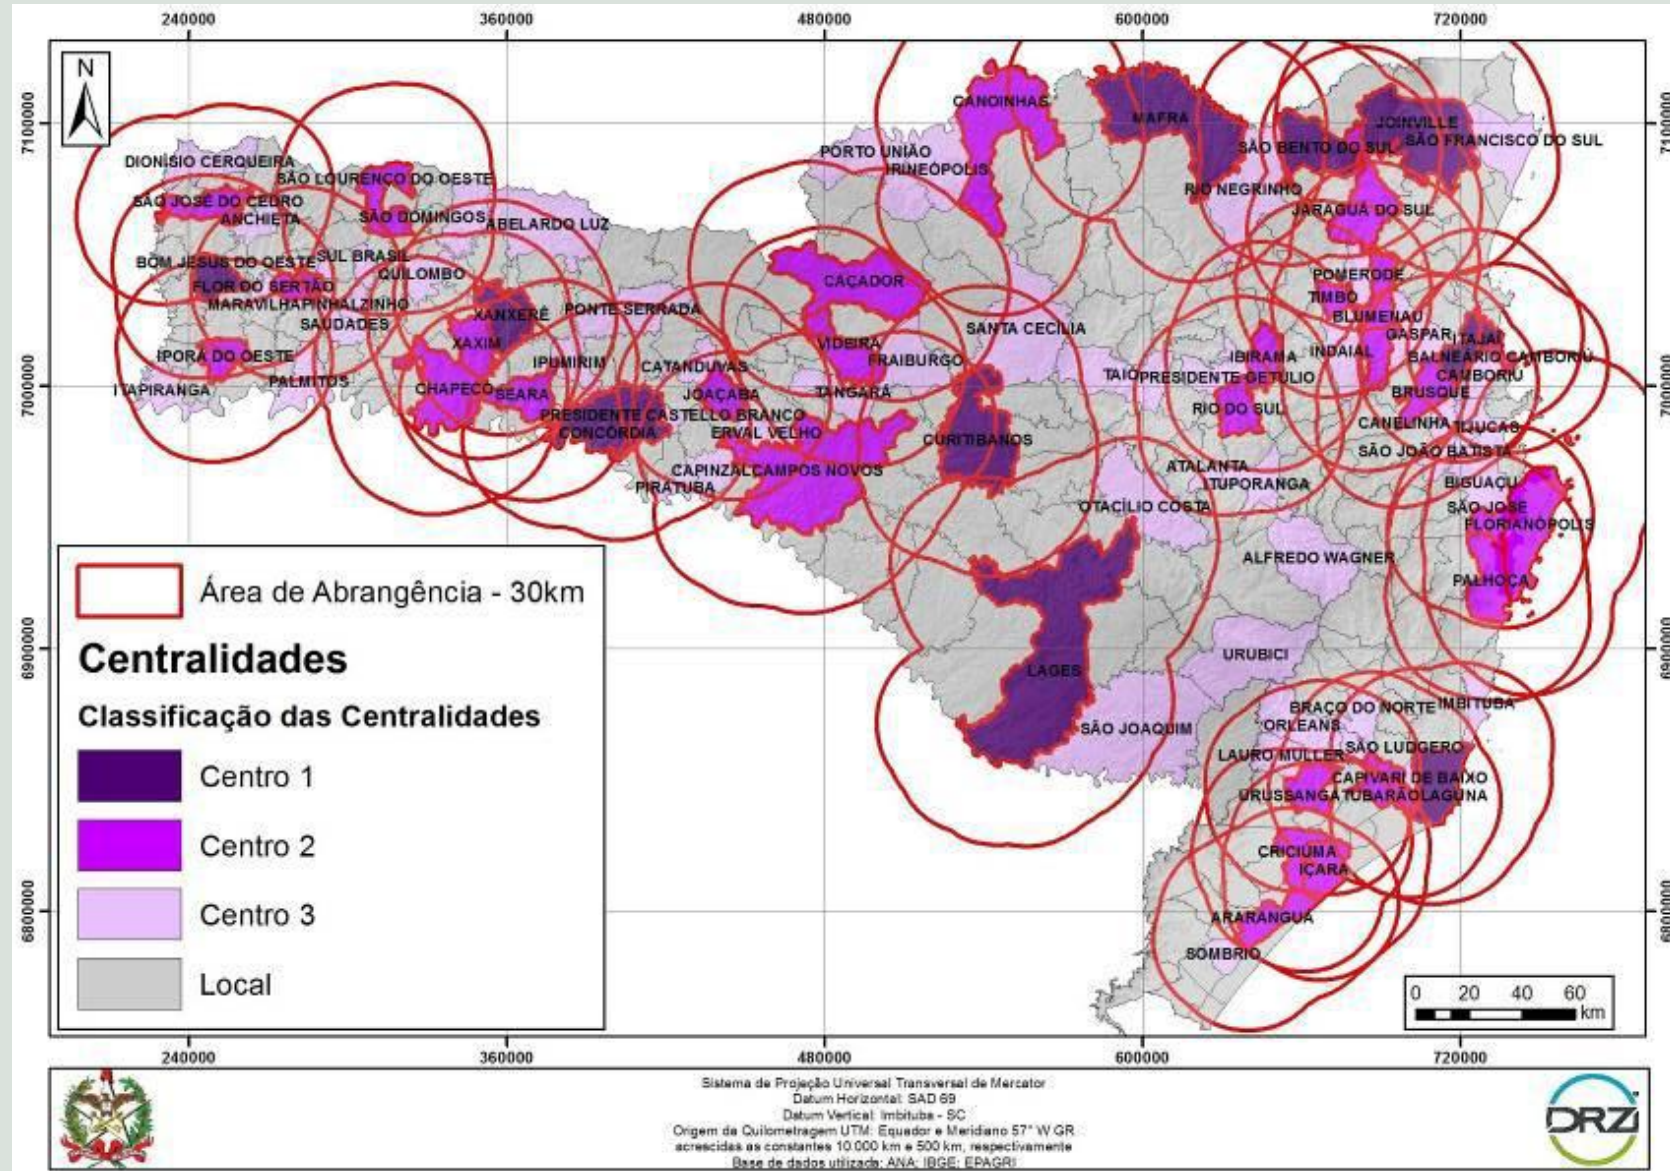 240000 360000 480000 600000 720000
7100000 7100000
7000000 7000000
6900000 6900000
6800000 6800000
N
CANOINHAS
MAFRA
JOINVILLE
SÃO BENTO DO SUL
SÃO FRANCISCO DO SUL
PORTO UNIÃO
IRINEÓPOLIS
DIONÍSIO CERQUEIRA
SÃO LOURENÇO DO OESTE
RIO NEGRINHO
SÃO JOSÉ DO CEDRO
ANCHIETA
SÃO DOMINGOS
ABELARDO LUZ
JARAGUÁ DO SUL
BOM JESUS DO OESTE
SUL BRASIL
QUILOMBO
CAÇADOR
POMERODE
FLOR DO SERTÃO
MARAVILHA
PINHALZINHO
SAUDADES
XANXERÊ
PONTE SERRADA
TIMBÓ
BLUMENAU
SANTA CECÍLIA
GASPAR
ITAJAÍ
XAXIM
VIDEIRA
IPORÃ DO OESTE
IPUMIRIM
CATANDUVAS
FRAIBURGO
IBIRAMA
INDAIAL
BALNEÁRIO CAMBORIÚ
CAMBORIÚ
ITAPIRANGA
PALMITOS
CHAPECÓ
SEARA
JOAÇABA
TANGARÁ
TAIÓ
PRESIDENTE GETÚLIO
BRUSQUE
PRESIDENTE CASTELLO BRANCO
RIO DO SUL
CONCÓRDIA
ERVAL VELHO
CURITIBANOS
CANELINHA
TIJUCAS
SÃO JOÃO BATISTA
CAPINZAL
CAMPOS NOVOS
ATALANTA
PIRATUBA
ITUPORANGA
BIGUAÇU
OTACÍLIO COSTA
SÃO JOSÉ
FLORIANÓPOLIS
ALFREDO WAGNER
PALHOÇA
LAGES
URUBICI
SÃO JOAQUIM
BRAÇO DO NORTE
IMBITUBA
ORLEANS
LAURO MULLER
SÃO LUDGERO
CAPIVARI DE BAIXO
URUSSANGA
TUBARÃO
LAGUNA
CRICIÚMA
IÇARA
ARARANGUÁ
SOMBRIO
Área de Abrangência - 30km
Centralidades
Classificação das Centralidades
Centro 1
Centro 2
Centro 3
Local
0 20 40 60
km
240000 360000 480000 600000 720000
Sistema de Projeção Universal Transversal de Mercator
Datum Horizontal: SAD 69
Datum Vertical: Imbituba - SC
Origem da Quilometragem UTM: Equador e Meridiano 57° W GR
acrescidas as constantes 10.000 km e 500 km, respectivamente
Base de dados utilizada: ANA; IBGE; EPAGRI
DRZ